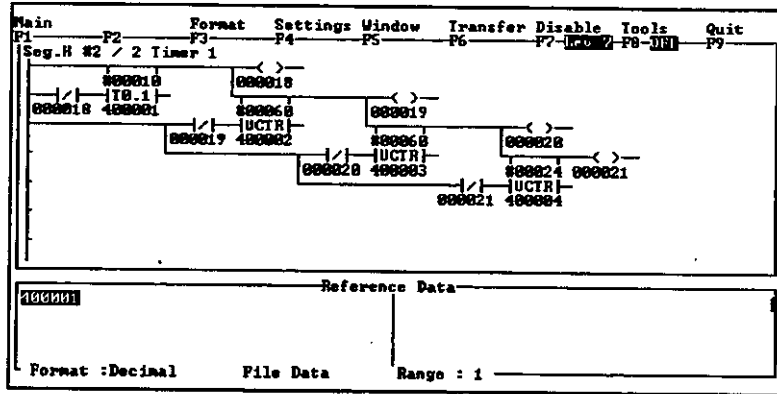 Main Format Settings Window Transfer Disable Tools Quit
F1 F2 F3 F4 F5 F6 F7 F8 F9
Seg.H #2 / 2 Timer 1
#00010 000018
000018 T0.1 400001 #00060 000019
000019 UCTR 400002 #00060 000020
000020 UCTR 400003 #00024 000021
000021 UCTR 400004
Reference Data
400001
Format :Decimal File Data Range : 1